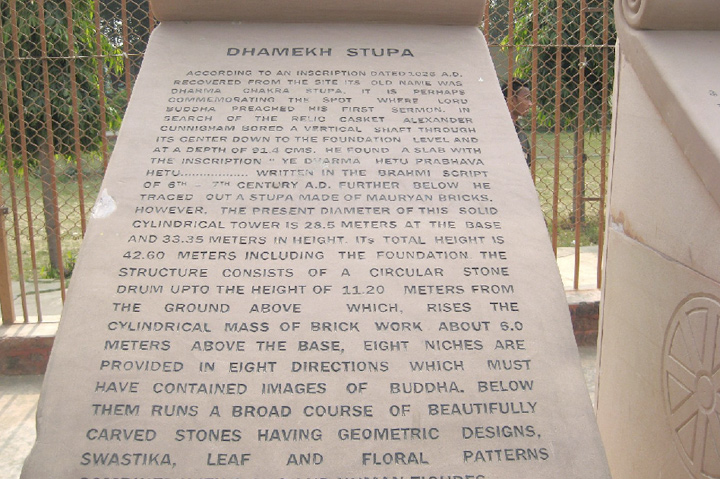 DHAMEKH STUPA
ACCORDING TO AN INSCRIPTION DATED 1026 A.D.
RECOVERED FROM THE SITE ITS OLD NAME WAS
DHARMA CHAKRA STUPA. IT IS PERHAPS
COMMEMORATING THE SPOT WHERE LORD
BUDDHA PREACHED HIS FIRST SERMON. IN
SEARCH OF THE RELIC CASKET ALEXANDER
CUNNIGHAM BORED A VERTICAL SHAFT THROUGH
ITS CENTER DOWN TO THE FOUNDATION LEVEL AND
AT A DEPTH OF 91.4 CMS. HE FOUND A SLAB WITH
THE INSCRIPTION " YE DHARMA HETU PRABHAVA
HETU................. WRITTEN IN THE BRAHMI SCRIPT
OF 6TH - 7TH CENTURY A.D. FURTHER BELOW HE
TRACED OUT A STUPA MADE OF MAURYAN BRICKS.
HOWEVER, THE PRESENT DIAMETER OF THIS SOLID
CYLINDRICAL TOWER IS 28.5 METERS AT THE BASE
AND 33.35 METERS IN HEIGHT. ITS TOTAL HEIGHT IS
42.60 METERS INCLUDING THE FOUNDATION. THE
STRUCTURE CONSISTS OF A CIRCULAR STONE
DRUM UPTO THE HEIGHT OF 11.20 METERS FROM
THE GROUND ABOVE WHICH, RISES THE
CYLINDRICAL MASS OF BRICK WORK ABOUT 6.0
METERS ABOVE THE BASE, EIGHT NICHES ARE
PROVIDED IN EIGHT DIRECTIONS WHICH MUST
HAVE CONTAINED IMAGES OF BUDDHA. BELOW
THEM RUNS A BROAD COURSE OF BEAUTIFULLY
CARVED STONES HAVING GEOMETRIC DESIGNS,
SWASTIKA, LEAF AND FLORAL PATTERNS
AND HUMAN FIGURES